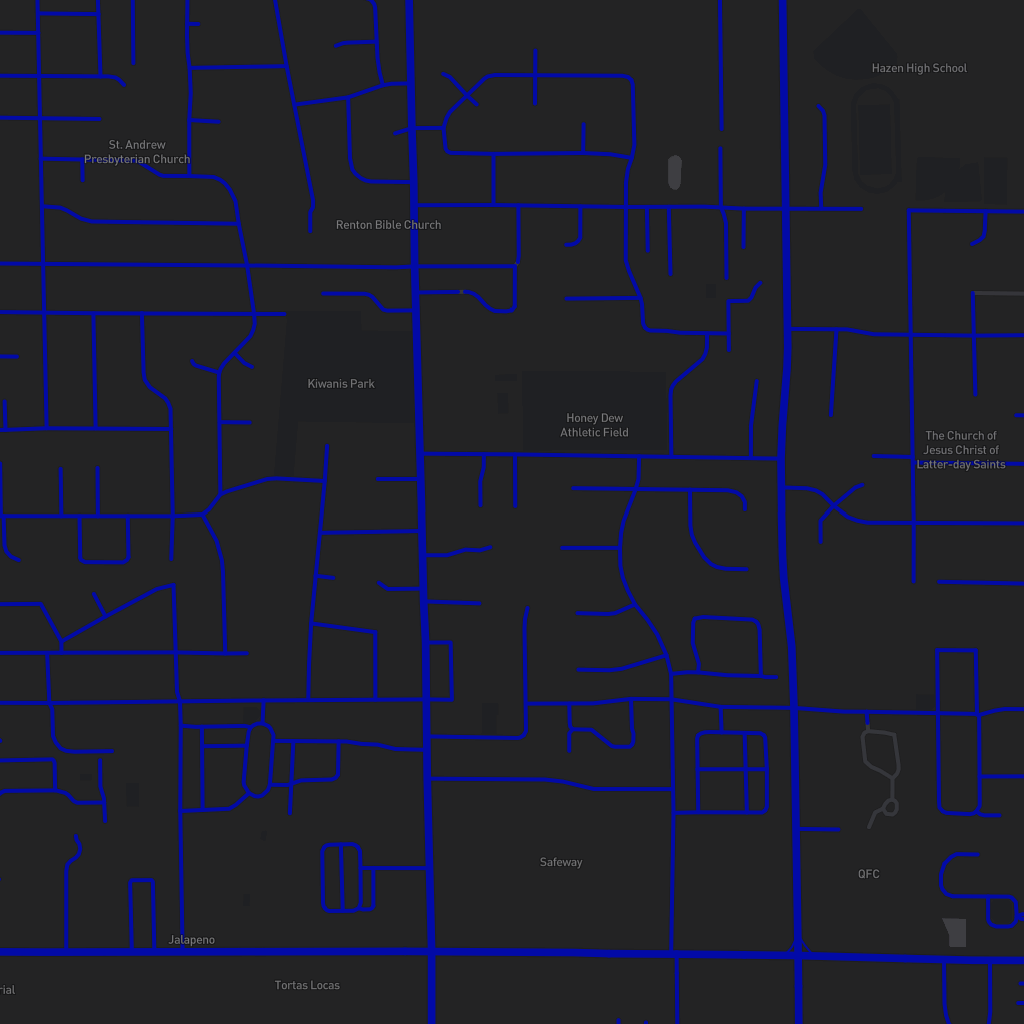 Hazen High School
St. Andrew
Presbyterian Church
Renton Bible Church
Kiwanis Park
Honey Dew
Athletic Field
The Church of
Jesus Christ of
Latter-day Saints
Safeway
QFC
Jalapeno
Tortas Locas
rial